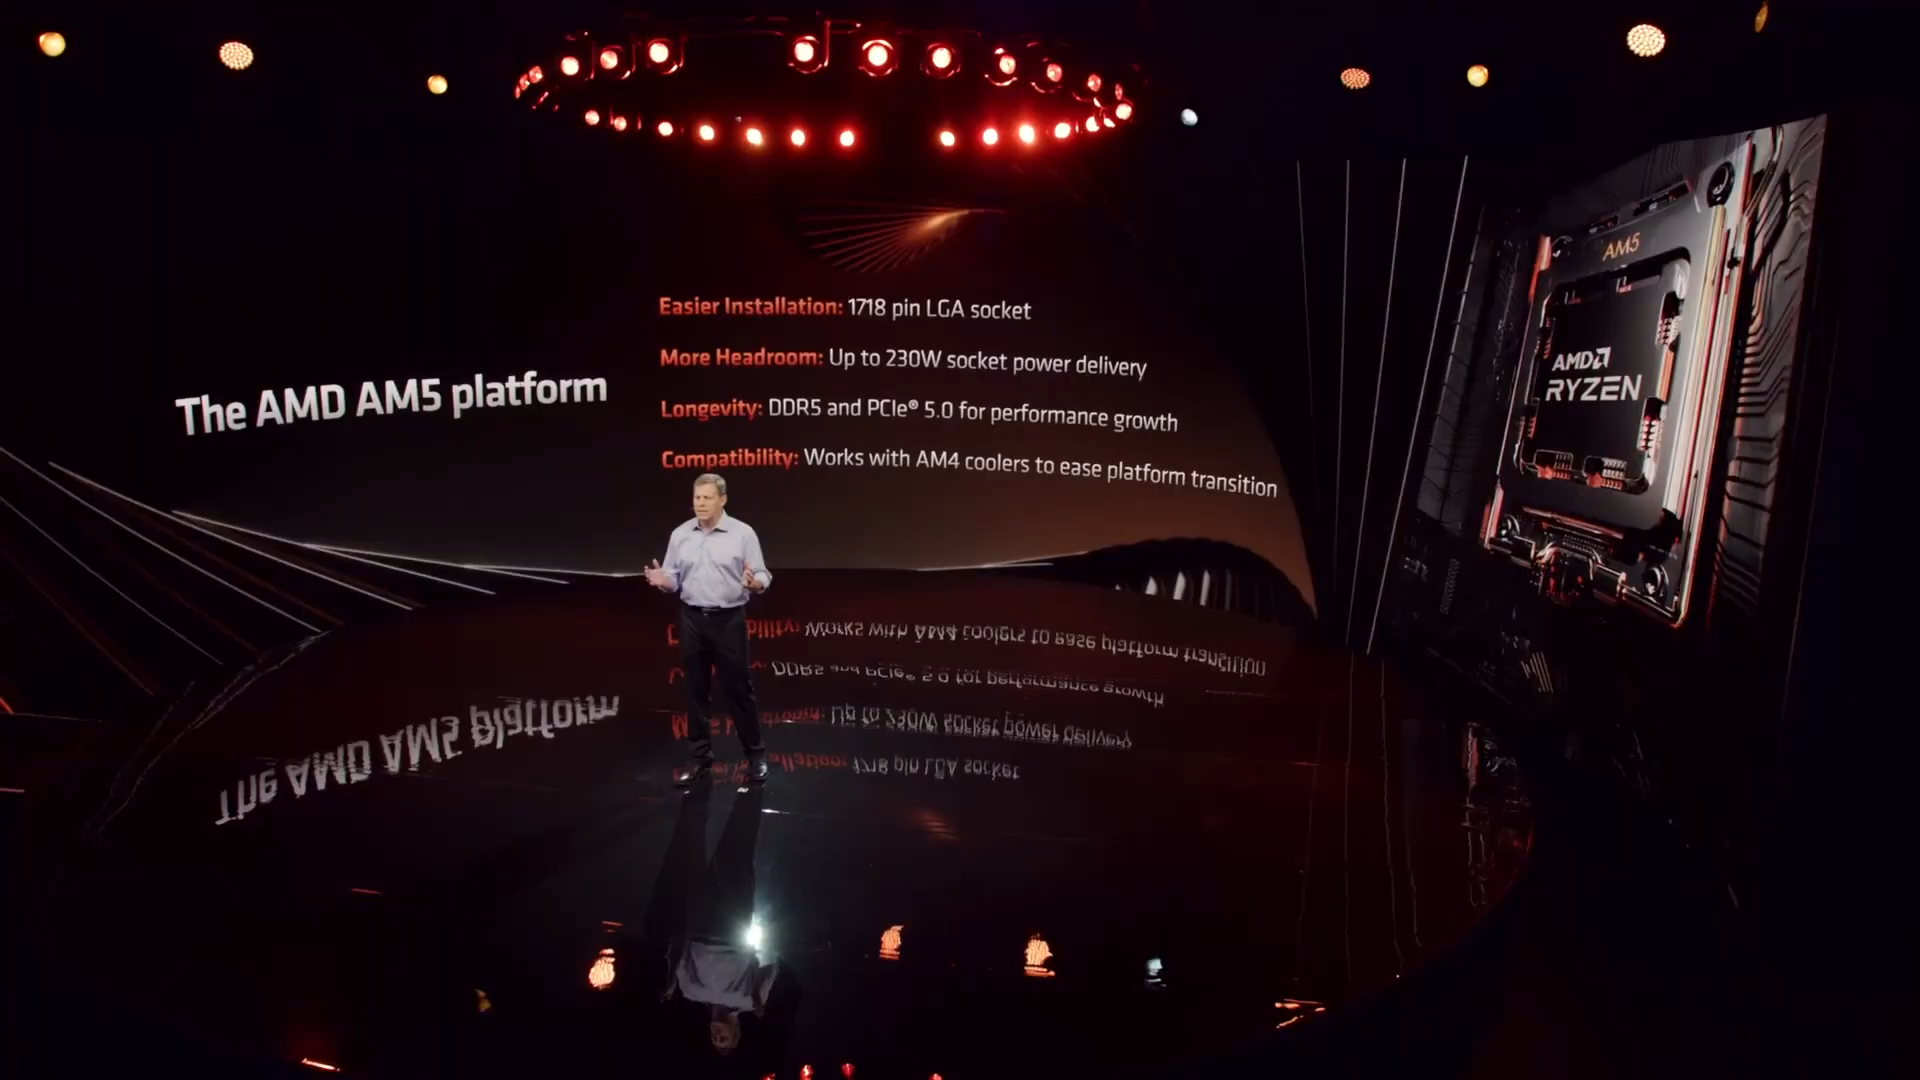 The AMD AM5 platform
Easier Installation: 1718 pin LGA socket
More Headroom: Up to 230W socket power delivery
Longevity: DDR5 and PCIe® 5.0 for performance growth
Compatibility: Works with AM4 coolers to ease platform transition
AM5
AMD
RYZEN